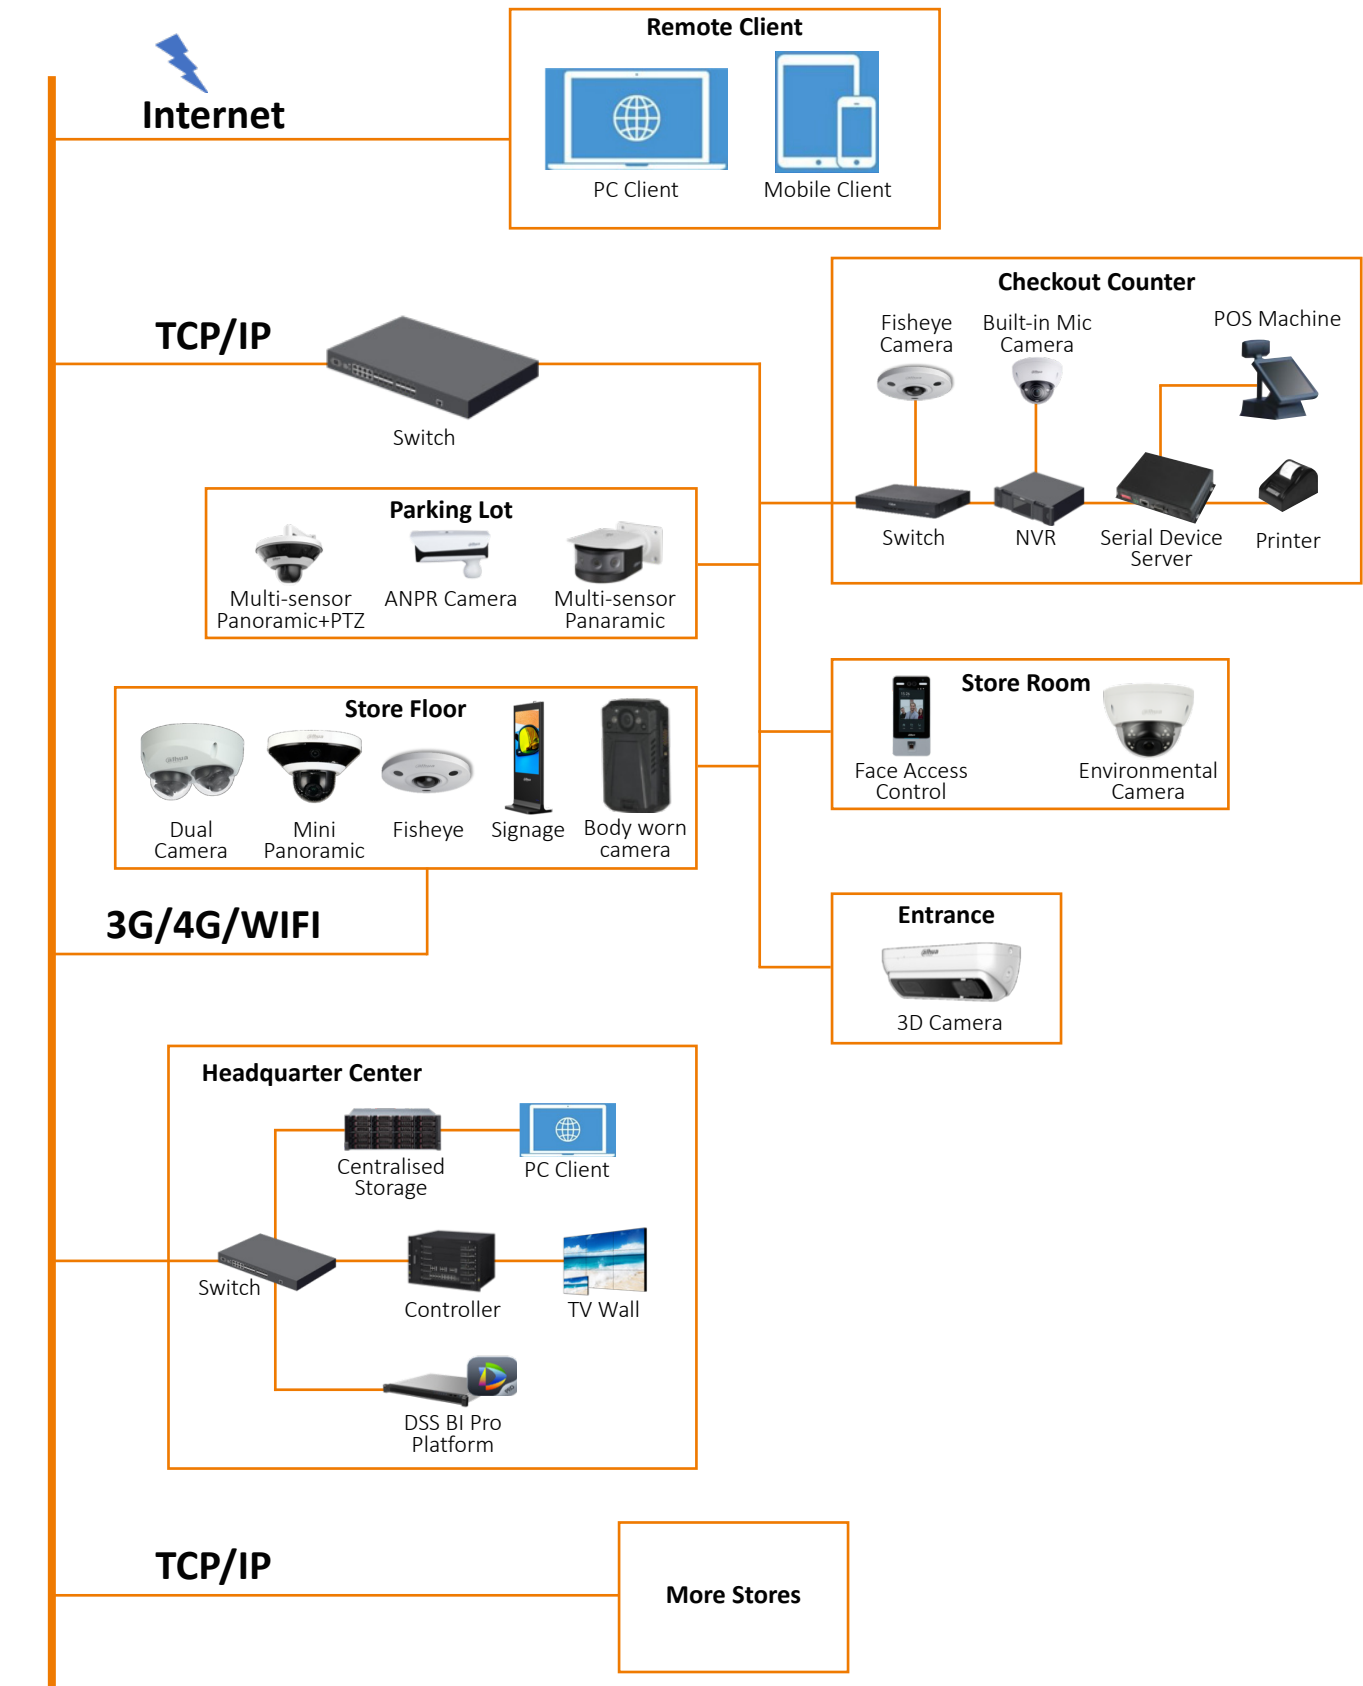 Remote Client
Internet
PC Client
Mobile Client
Checkout Counter
TCP/IP
Fisheye
Camera
Built-in Mic
Camera
POS Machine
Switch
Switch
NVR
Serial Device
Server
Printer
Parking Lot
Multi-sensor
Panoramic+PTZ
ANPR Camera
Multi-sensor
Panaramic
Store Floor
Dual
Camera
Mini
Panoramic
Fisheye
Signage
Body worn
camera
Store Room
Face Access
Control
Environmental
Camera
3G/4G/WIFI
Entrance
3D Camera
Headquarter Center
Centralised
Storage
PC Client
Switch
Controller
TV Wall
DSS BI Pro
Platform
TCP/IP
More Stores